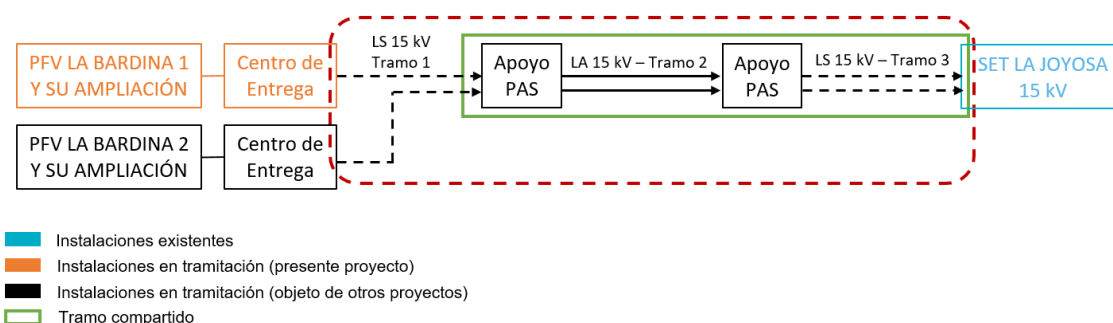 PFV LA BARDINA 1
Y SU AMPLIACIÓN
Centro de
Entrega
LS 15 kV
Tramo 1
Apoyo
PAS
LA 15 kV – Tramo 2
Apoyo
PAS
LS 15 kV – Tramo 3
SET LA JOYOSA
15 kV
PFV LA BARDINA 2
Y SU AMPLIACIÓN
Centro de
Entrega
Instalaciones existentes
Instalaciones en tramitación (presente proyecto)
Instalaciones en tramitación (objeto de otros proyectos)
Tramo compartido